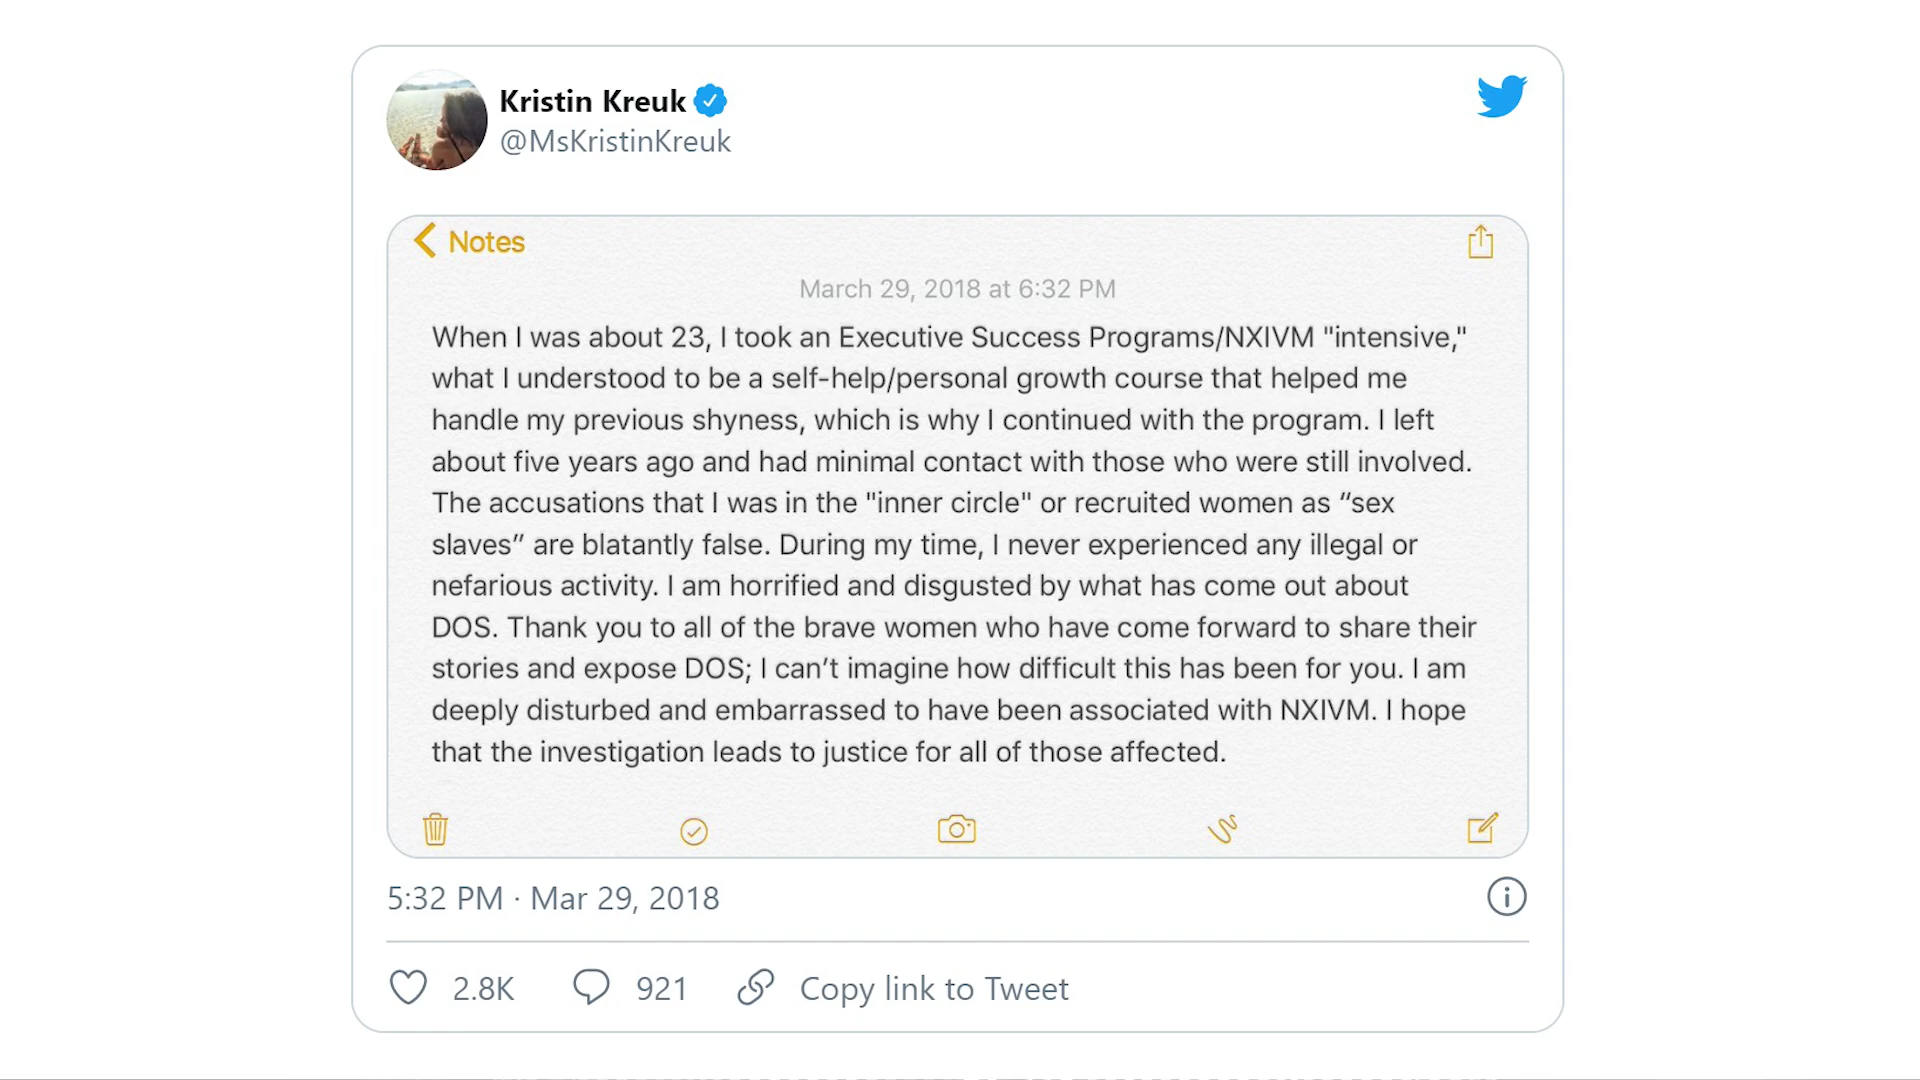 Kristin Kreuk
@MsKristinKreuk
Notes
March 29, 2018 at 6:32 PM
When I was about 23, I took an Executive Success Programs/NXIVM "intensive,"
what I understood to be a self-help/personal growth course that helped me
handle my previous shyness, which is why I continued with the program. I left
about five years ago and had minimal contact with those who were still involved.
The accusations that I was in the "inner circle" or recruited women as “sex
slaves” are blatantly false. During my time, I never experienced any illegal or
nefarious activity. I am horrified and disgusted by what has come out about
DOS. Thank you to all of the brave women who have come forward to share their
stories and expose DOS; I can’t imagine how difficult this has been for you. I am
deeply disturbed and embarrassed to have been associated with NXIVM. I hope
that the investigation leads to justice for all of those affected.
5:32 PM · Mar 29, 2018
2.8K 921 Copy link to Tweet